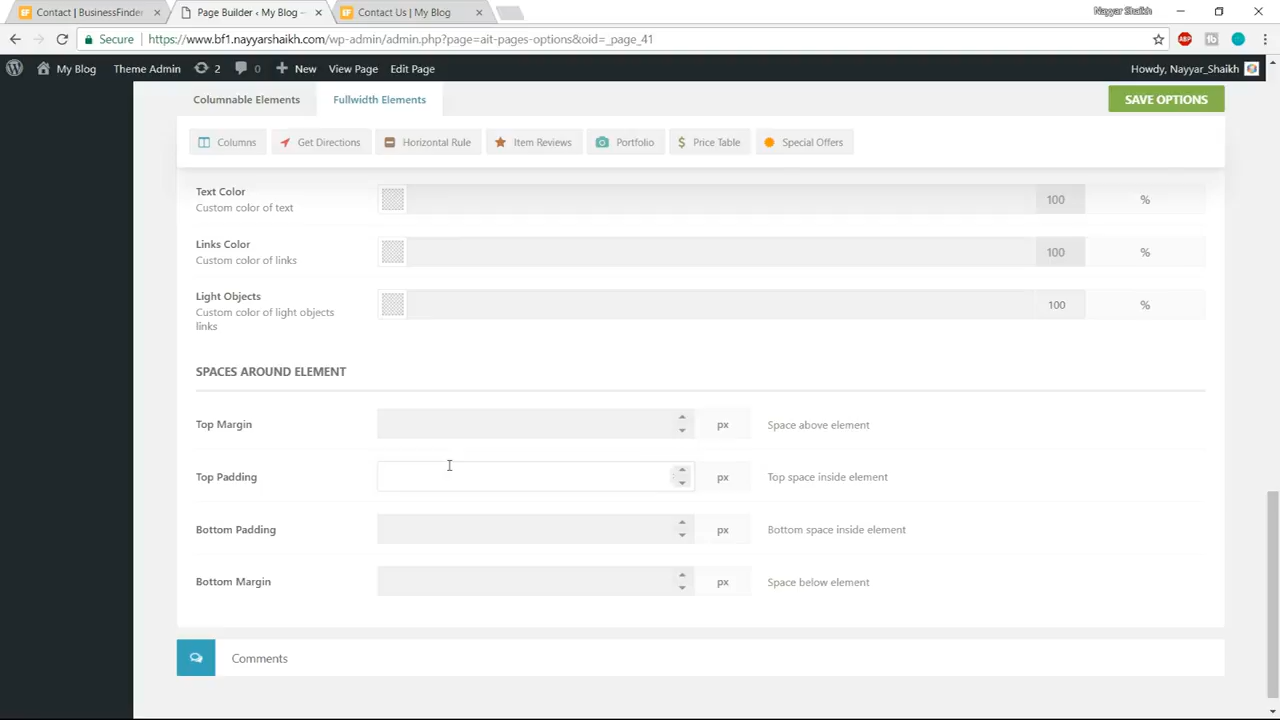 Contact | BusinessFinder
Page Builder ‹ My Blog —
Contact Us | My Blog
Nayyar Shaikh
Secure
https://www.bf1.nayyarshaikh.com/wp-admin/admin.php?page=ait-pages-options&oid=_page_41
ABP
tb
My Blog
Theme Admin
2
0
New
View Page
Edit Page
Howdy, Nayyar_Shaikh
Columnable Elements
Fullwidth Elements
SAVE OPTIONS
Columns
Get Directions
Horizontal Rule
Item Reviews
Portfolio
Price Table
Special Offers
Text Color
Custom color of text
100 %
Links Color
Custom color of links
100 %
Light Objects
Custom color of light objects
links
100 %
SPACES AROUND ELEMENT
Top Margin px Space above element
Top Padding px Top space inside element
Bottom Padding px Bottom space inside element
Bottom Margin px Space below element
Comments